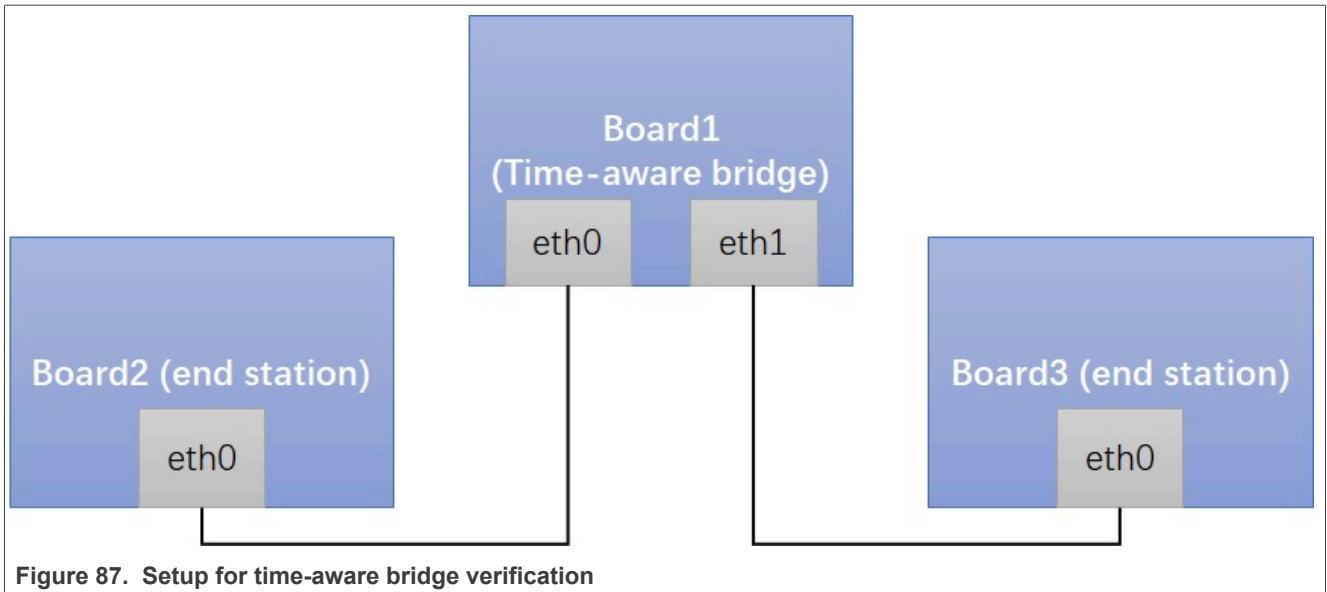 Board1
(Time-aware bridge)
eth0
eth1
Board2 (end station)
eth0
Board3 (end station)
eth0
Figure 87. Setup for time-aware bridge verification